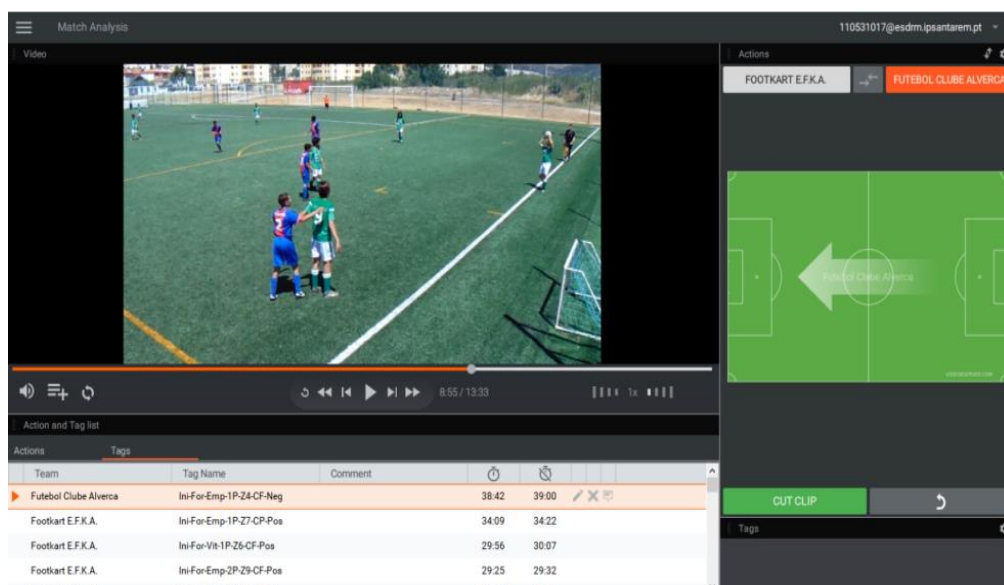 Match Analysis
110531017@esdrm.ipsantarem.pt
Video
Actions
FOOTKART E.F.K.A.
FUTEBOL CLUBE ALVERCA
9
Futebol Clube Alverca
8:55 / 13:33
1x
Action and Tag list
Actions Tags
Team Tag Name Comment
Futebol Clube Alverca Ini-For-Emp-1P-Z4-CF-Neg 38:42 39:00
Footkart E.F.K.A. Ini-For-Emp-1P-Z7-CP-Pos 34:09 34:22
Footkart E.F.K.A. Ini-For-Vit-1P-Z6-CF-Pos 29:56 30:07
Footkart E.F.K.A. Ini-For-Emp-2P-Z9-CF-Pos 29:25 29:32
CUT CLIP
Tags